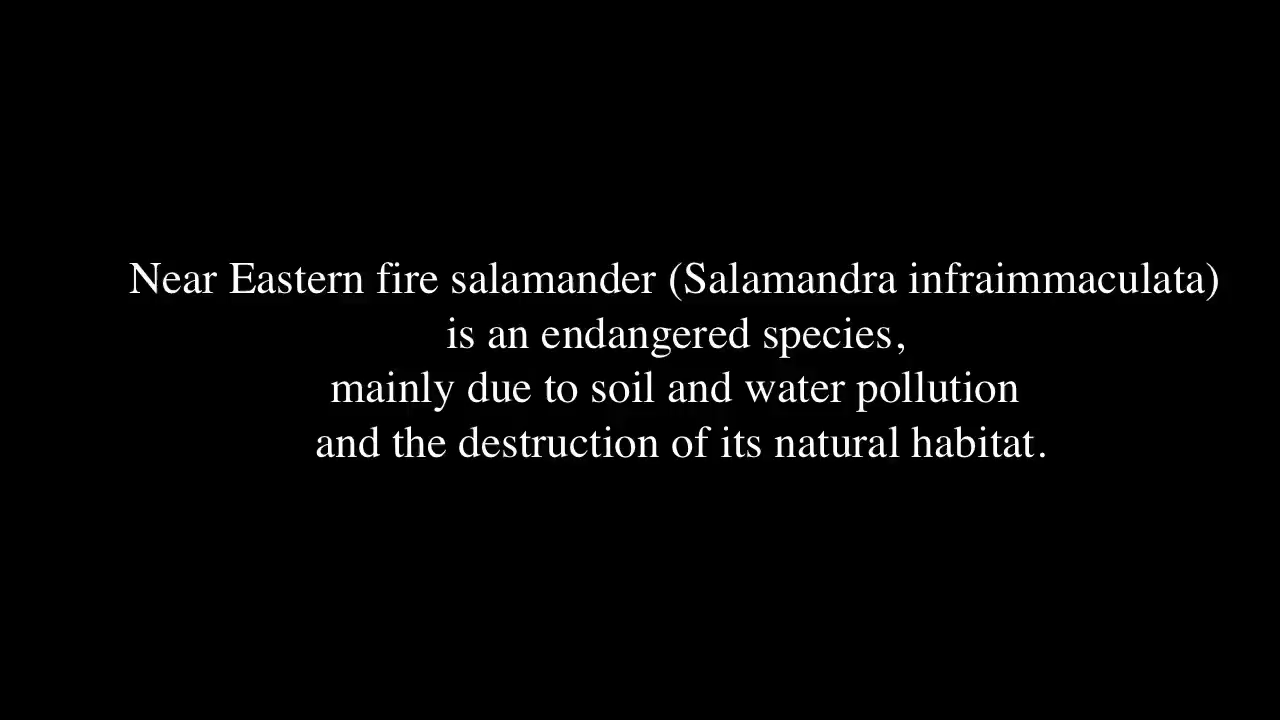 Near Eastern fire salamander (Salamandra infraimmaculata)
is an endangered species,
mainly due to soil and water pollution
and the destruction of its natural habitat.